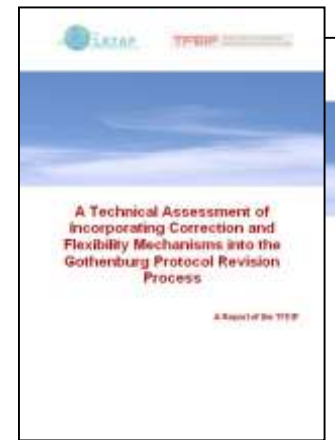 TFEIP
A Technical Assessment of
Incorporating Correction and
Flexibility Mechanisms into the
Gothenburg Protocol Revision
Process
A Report of the TFEIP